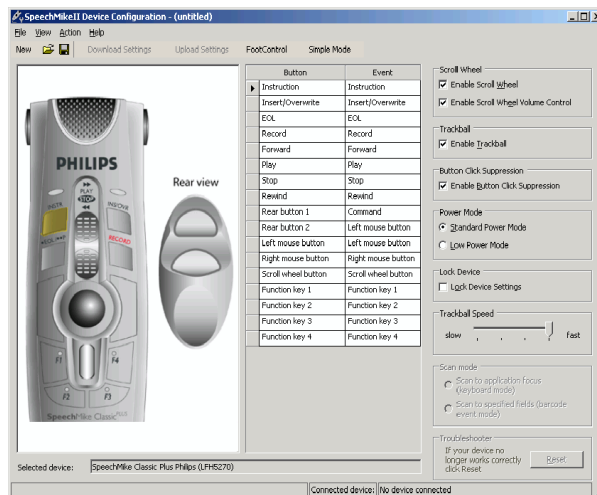 SpeechMikeII Device Configuration - (untitled)
File View Action Help
New Download Settings Upload Settings FootControl Simple Mode
PHILIPS
PLAY
STOP
INSTR
INS/OVR
EOL
RECORD
F1
F4
F2
F3
SpeechMike Classic PLUS
Rear view
Button Event
Instruction Instruction
Insert/Overwrite Insert/Overwrite
EOL EOL
Record Record
Forward Forward
Play Play
Stop Stop
Rewind Rewind
Rear button 1 Command
Rear button 2 Left mouse button
Left mouse button Left mouse button
Right mouse button Right mouse button
Scroll wheel button Scroll wheel button
Function key 1 Function key 1
Function key 2 Function key 2
Function key 3 Function key 3
Function key 4 Function key 4
Scroll Wheel
Enable Scroll Wheel
Enable Scroll Wheel Volume Control
Trackball
Enable Trackball
Button Click Suppression
Enable Button Click Suppression
Power Mode
Standard Power Mode
Low Power Mode
Lock Device
Lock Device Settings
Trackball Speed
slow fast
Scan mode
Scan to application focus
(keyboard mode)
Scan to specified fields (barcode
event mode)
Troubleshooter
If your device no
longer works correctly
click Reset
Reset
Selected device: SpeechMike Classic Plus Philips (LFH5270)
Connected device: No device connected